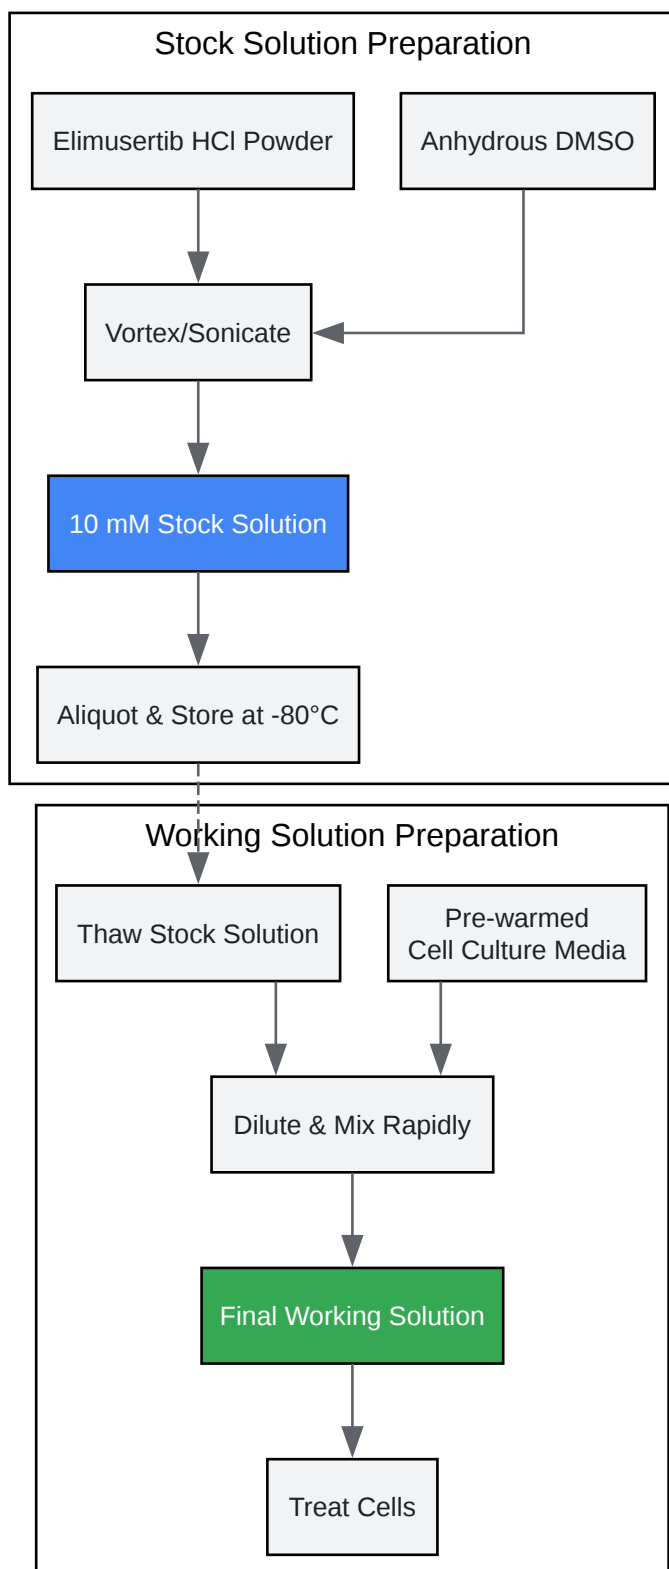 Stock Solution Preparation
Elimusertib HCl Powder
Anhydrous DMSO
Vortex/Sonicate
10 mM Stock Solution
Aliquot & Store at -80°C
Working Solution Preparation
Thaw Stock Solution
Pre-warmed
Cell Culture Media
Dilute & Mix Rapidly
Final Working Solution
Treat Cells